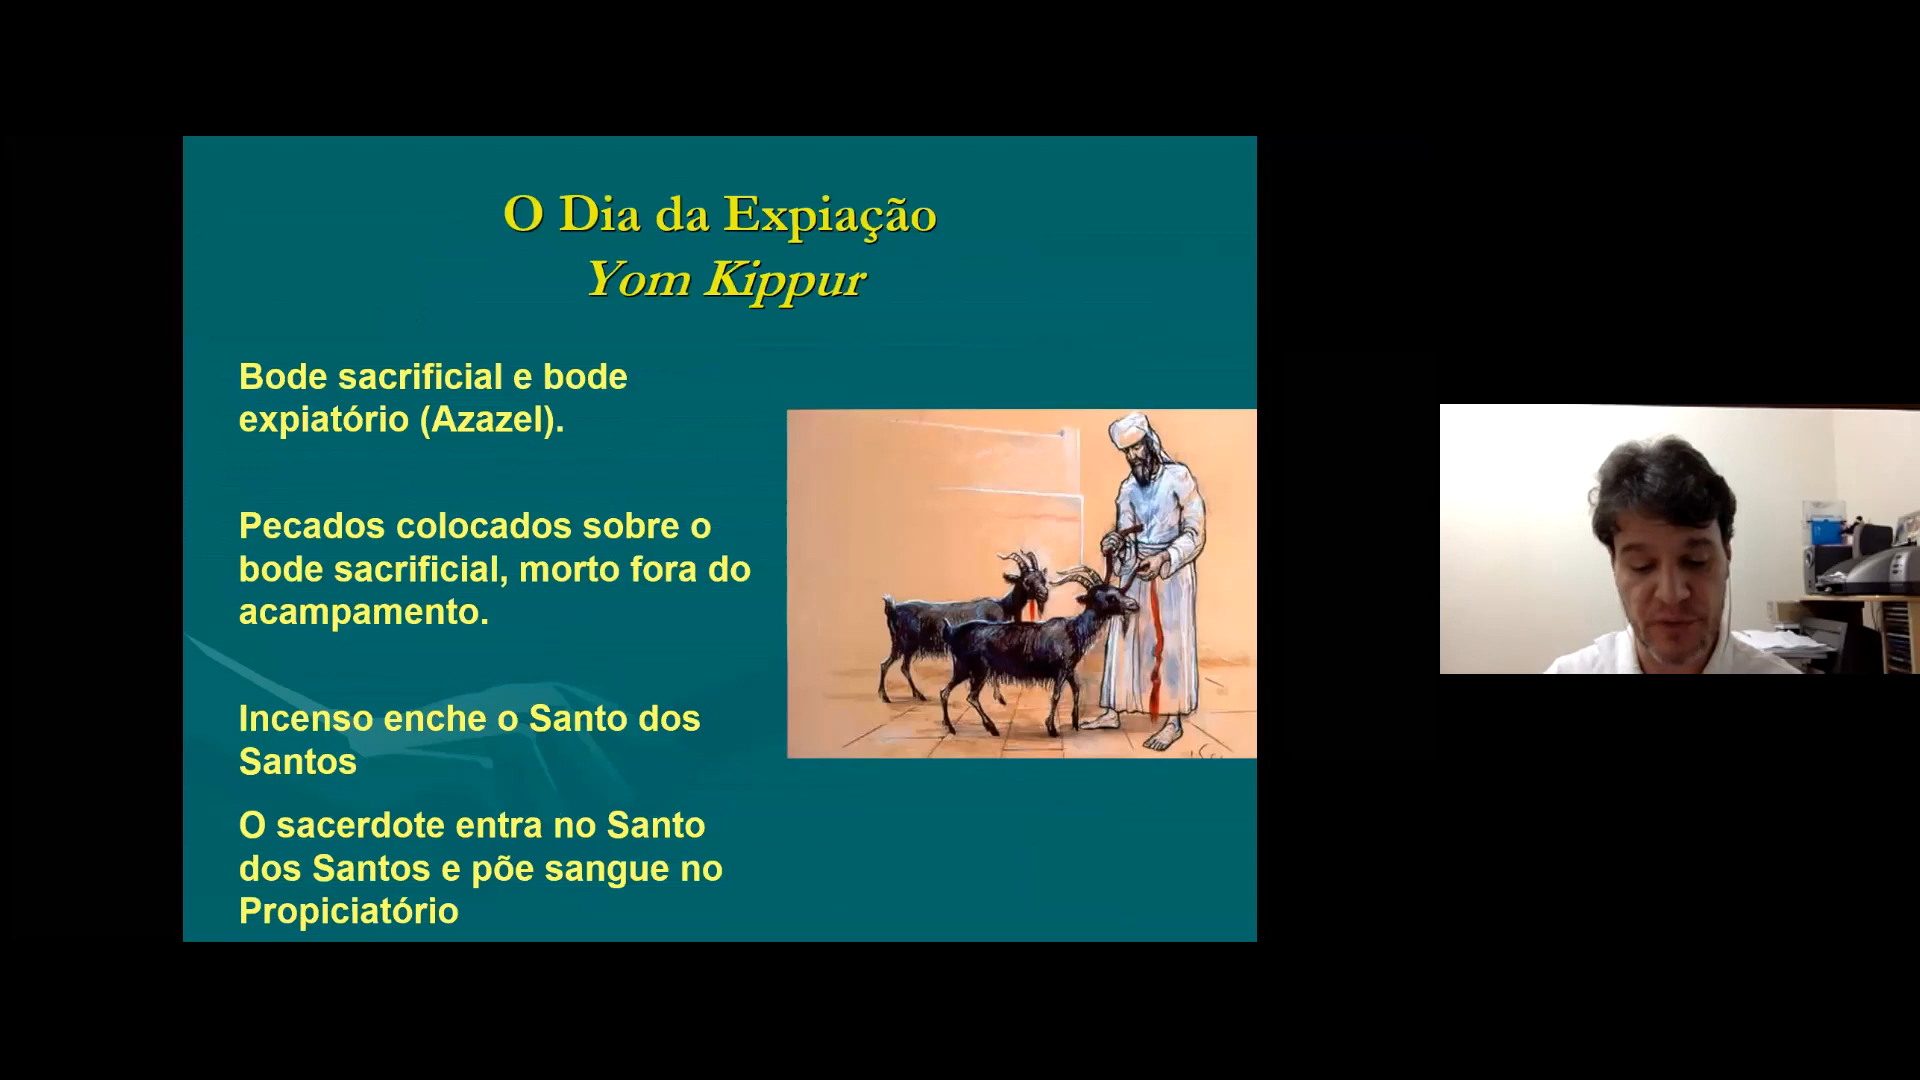 O Dia da Expiação
Yom Kippur
Bode sacrificial e bode
expiatório (Azazel).
Pecados colocados sobre o
bode sacrificial, morto fora do
acampamento.
Incenso enche o Santo dos
Santos
O sacerdote entra no Santo
dos Santos e põe sangue no
Propiciatório